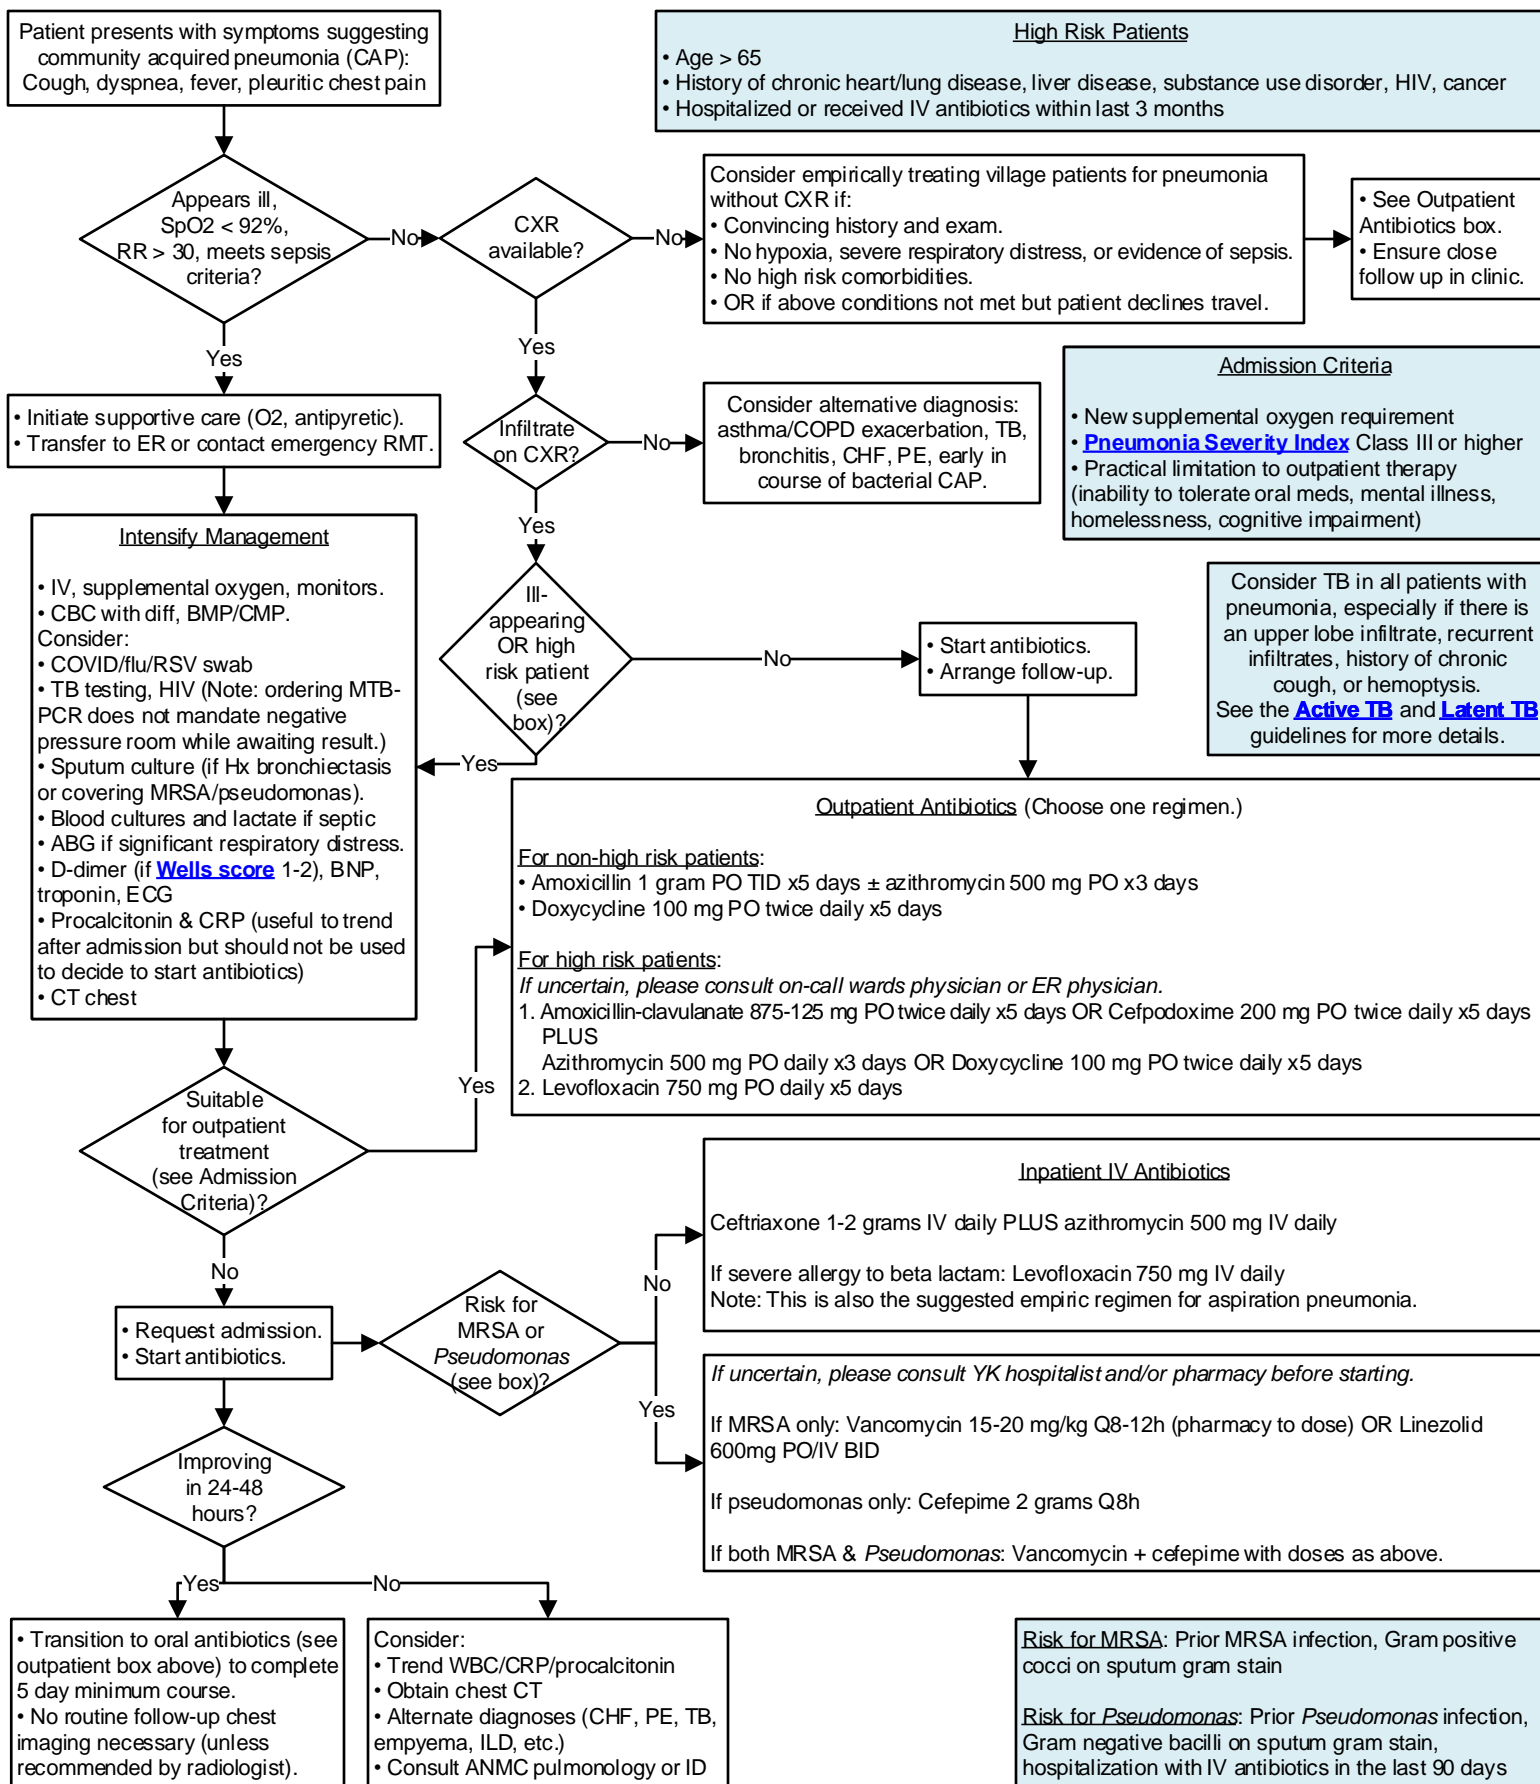 Patient presents with symptoms suggesting
community acquired pneumonia (CAP):
Cough, dyspnea, fever, pleuritic chest pain
High Risk Patients
• Age > 65
• History of chronic heart/lung disease, liver disease, substance use disorder, HIV, cancer
• Hospitalized or received IV antibiotics within last 3 months
Appears ill,
SpO2 < 92%,
RR > 30, meets sepsis
criteria?
No
CXR
available?
No
Consider empirically treating village patients for pneumonia
without CXR if:
• Convincing history and exam.
• No hypoxia, severe respiratory distress, or evidence of sepsis.
• No high risk comorbidities.
• OR if above conditions not met but patient declines travel.
• See Outpatient
Antibiotics box.
• Ensure close
follow up in clinic.
Yes
Yes
• Initiate supportive care (O2, antipyretic).
• Transfer to ER or contact emergency RMT.
Infiltrate
on CXR?
No
Consider alternative diagnosis:
asthma/COPD exacerbation, TB,
bronchitis, CHF, PE, early in
course of bacterial CAP.
Admission Criteria
• New supplemental oxygen requirement
• Pneumonia Severity Index Class III or higher
• Practical limitation to outpatient therapy
(inability to tolerate oral meds, mental illness,
homelessness, cognitive impairment)
Yes
Intensify Management
• IV, supplemental oxygen, monitors.
• CBC with diff, BMP/CMP.
Consider:
• COVID/flu/RSV swab
• TB testing, HIV (Note: ordering MTB-
PCR does not mandate negative
pressure room while awaiting result.)
• Sputum culture (if Hx bronchiectasis
or covering MRSA/pseudomonas).
• Blood cultures and lactate if septic
• ABG if significant respiratory distress.
• D-dimer (if Wells score 1-2), BNP,
troponin, ECG
• Procalcitonin & CRP (useful to trend
after admission but should not be used
to decide to start antibiotics)
• CT chest
Ill-
appearing
OR high
risk patient
(see
box)?
Yes
No
• Start antibiotics.
• Arrange follow-up.
Consider TB in all patients with
pneumonia, especially if there is
an upper lobe infiltrate, recurrent
infiltrates, history of chronic
cough, or hemoptysis.
See the Active TB and Latent TB
guidelines for more details.
Outpatient Antibiotics (Choose one regimen.)
For non-high risk patients:
• Amoxicillin 1 gram PO TID x5 days ± azithromycin 500 mg PO x3 days
• Doxycycline 100 mg PO twice daily x5 days
For high risk patients:
If uncertain, please consult on-call wards physician or ER physician.
1. Amoxicillin-clavulanate 875-125 mg PO twice daily x5 days OR Cefpodoxime 200 mg PO twice daily x5 days
PLUS
Azithromycin 500 mg PO daily x3 days OR Doxycycline 100 mg PO twice daily x5 days
2. Levofloxacin 750 mg PO daily x5 days
Suitable
for outpatient
treatment
(see Admission
Criteria)?
Yes
No
• Request admission.
• Start antibiotics.
Risk for
MRSA or
Pseudomonas
(see box)?
No
Yes
Inpatient IV Antibiotics
Ceftriaxone 1-2 grams IV daily PLUS azithromycin 500 mg IV daily
If severe allergy to beta lactam: Levofloxacin 750 mg IV daily
Note: This is also the suggested empiric regimen for aspiration pneumonia.
If uncertain, please consult YK hospitalist and/or pharmacy before starting.
If MRSA only: Vancomycin 15-20 mg/kg Q8-12h (pharmacy to dose) OR Linezolid
600mg PO/IV BID
If pseudomonas only: Cefepime 2 grams Q8h
If both MRSA & Pseudomonas: Vancomycin + cefepime with doses as above.
Improving
in 24-48
hours?
Yes
No
• Transition to oral antibiotics (see
outpatient box above) to complete
5 day minimum course.
• No routine follow-up chest
imaging necessary (unless
recommended by radiologist).
Consider:
• Trend WBC/CRP/procalcitonin
• Obtain chest CT
• Alternate diagnoses (CHF, PE, TB,
empyema, ILD, etc.)
• Consult ANMC pulmonology or ID
Risk for MRSA: Prior MRSA infection, Gram positive
cocci on sputum gram stain
Risk for Pseudomonas: Prior Pseudomonas infection,
Gram negative bacilli on sputum gram stain,
hospitalization with IV antibiotics in the last 90 days